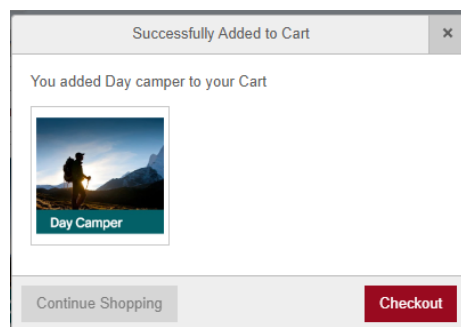 Successfully Added to Cart
×
You added Day camper to your Cart
Day Camper
Continue Shopping
Checkout